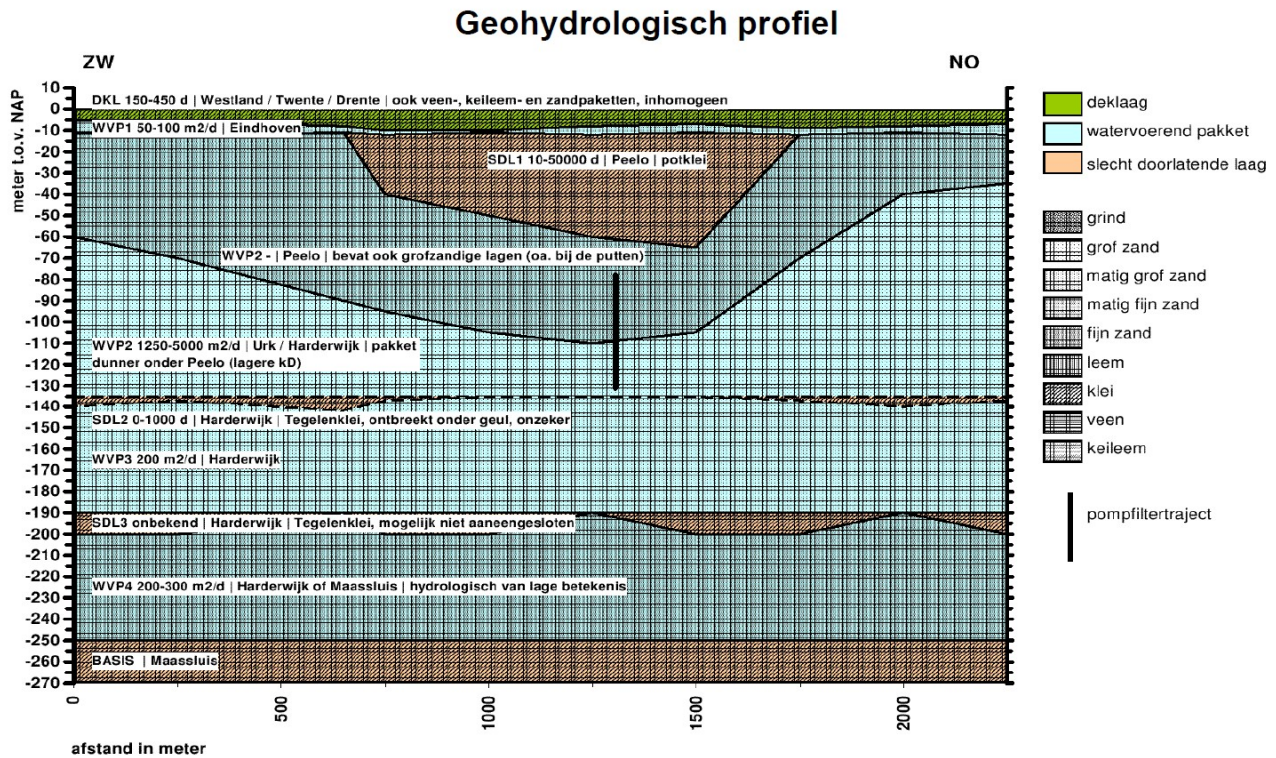 Geohydrologisch profiel
ZW
NO
meter t.o.v. NAP
10
0
-10
-20
-30
-40
-50
-60
-70
-80
-90
-100
-110
-120
-130
-140
-150
-160
-170
-180
-190
-200
-210
-220
-230
-240
-250
-260
-270
DKL 150-450 d | Westland / Twente / Drente | ook veen-, keileem- en zandpaketten, inhomogeen
WVP1 50-100 m2/d | Eindhoven
SDL1 10-50000 d | Peelo | potklei
WVP2 - | Peelo | bevat ook grofzandige lagen (oa. bij de putten)
WVP2 1250-5000 m2/d | Urk / Harderwijk | pakket
dunner onder Peelo (lagere kD)
SDL2 0-1000 d | Harderwijk | Tegelenklei, ontbreekt onder geul, onzeker
WVP3 200 m2/d | Harderwijk
SDL3 onbekend | Harderwijk | Tegelenklei, mogelijk niet aaneengesloten
WVP4 200-300 m2/d | Harderwijk of Maassluis | hydrologisch van lage betekenis
BASIS | Maassluis
0
500
1000
1500
2000
afstand in meter
deklaag
watervoerend pakket
slecht doorlatende laag
grind
grof zand
matig grof zand
matig fijn zand
fijn zand
leem
klei
veen
keileem
pompfiltertraject